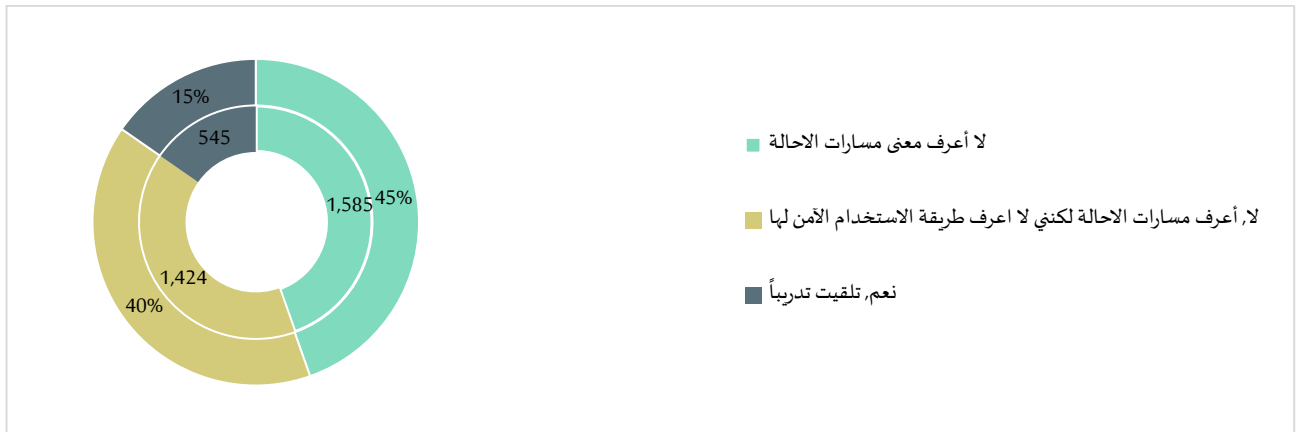 15%
545
1,585
45%
1,424
40%
لا أعرف معنى مسارات الاحالة
لا, أعرف مسارات الاحالة لكنني لا اعرف طريقة الاستخدام الآمن لها
نعم, تلقيت تدريباً